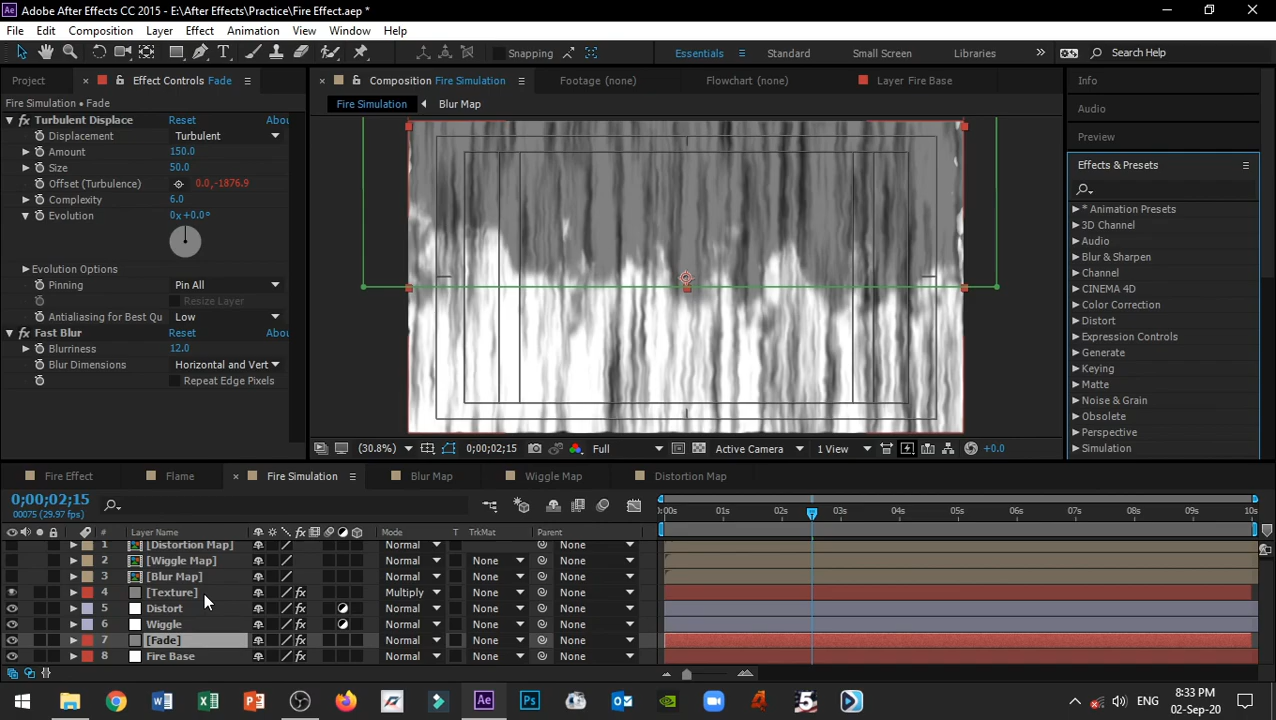 Adobe After Effects CC 2015 - E:\After Effects\Practice\Fire Effect.aep *
File Edit Composition Layer Effect Animation View Window Help
Snapping Essentials Standard Small Screen Libraries Search Help
Project Effect Controls Fade Composition Fire Simulation Footage (none) Flowchart (none) Layer Fire Base Info
Fire Simulation • Fade Fire Simulation Blur Map
Audio
Preview
Effects & Presets
fx Turbulent Displace Reset Abou
Displacement Turbulent
Amount 150.0
Size 50.0
Offset (Turbulence) 0.0,-1876.9
Complexity 6.0
Evolution 0x+0.0°
Evolution Options
Pinning Pin All
Resize Layer
Antialiasing for Best Qu Low
fx Fast Blur Reset Abou
Blurriness 12.0
Blur Dimensions Horizontal and Vert
Repeat Edge Pixels
* Animation Presets
3D Channel
Audio
Blur & Sharpen
Channel
CINEMA 4D
Color Correction
Distort
Expression Controls
Generate
Keying
Matte
Noise & Grain
Obsolete
Perspective
Simulation
(30.8%) 0;00;02;15 Full Active Camera 1 View +0.0
Fire Effect Flame Fire Simulation Blur Map Wiggle Map Distortion Map
0;00;02;15
00075 (29.97 fps)
:00s 01s 02s 03s 04s 05s 06s 07s 08s 09s 10s
# Layer Name fx Mode T TrkMat Parent
1 [Distortion Map] Normal None
2 [Wiggle Map] Normal None None
3 [Blur Map] Normal None None
4 [Texture] fx Multiply None None
5 Distort fx Normal None None
6 Wiggle fx Normal None None
7 [Fade] fx Normal None None
8 Fire Base fx Normal None None
ENG
8:33 PM
02-Sep-20